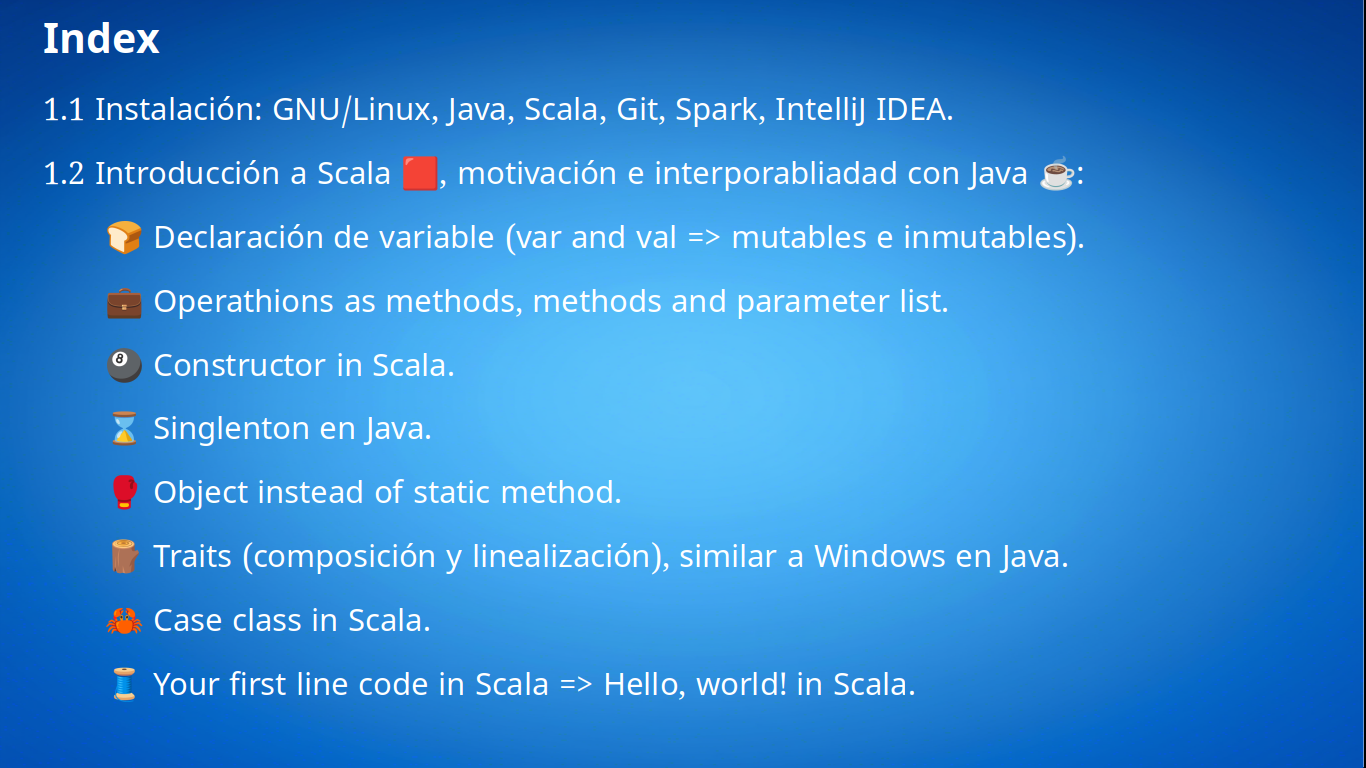 Index
1.1 Instalación: GNU/Linux, Java, Scala, Git, Spark, IntelliJ IDEA.
1.2 Introducción a Scala 🟥, motivación e interporabliadad con Java ☕:
🍞 Declaración de variable (var and val => mutables e inmutables).
💼 Operathions as methods, methods and parameter list.
🎱 Constructor in Scala.
⌛ Singlenton en Java.
🥊 Object instead of static method.
🪵 Traits (composición y linealización), similar a Windows en Java.
🦀 Case class in Scala.
🧵 Your first line code in Scala => Hello, world! in Scala.